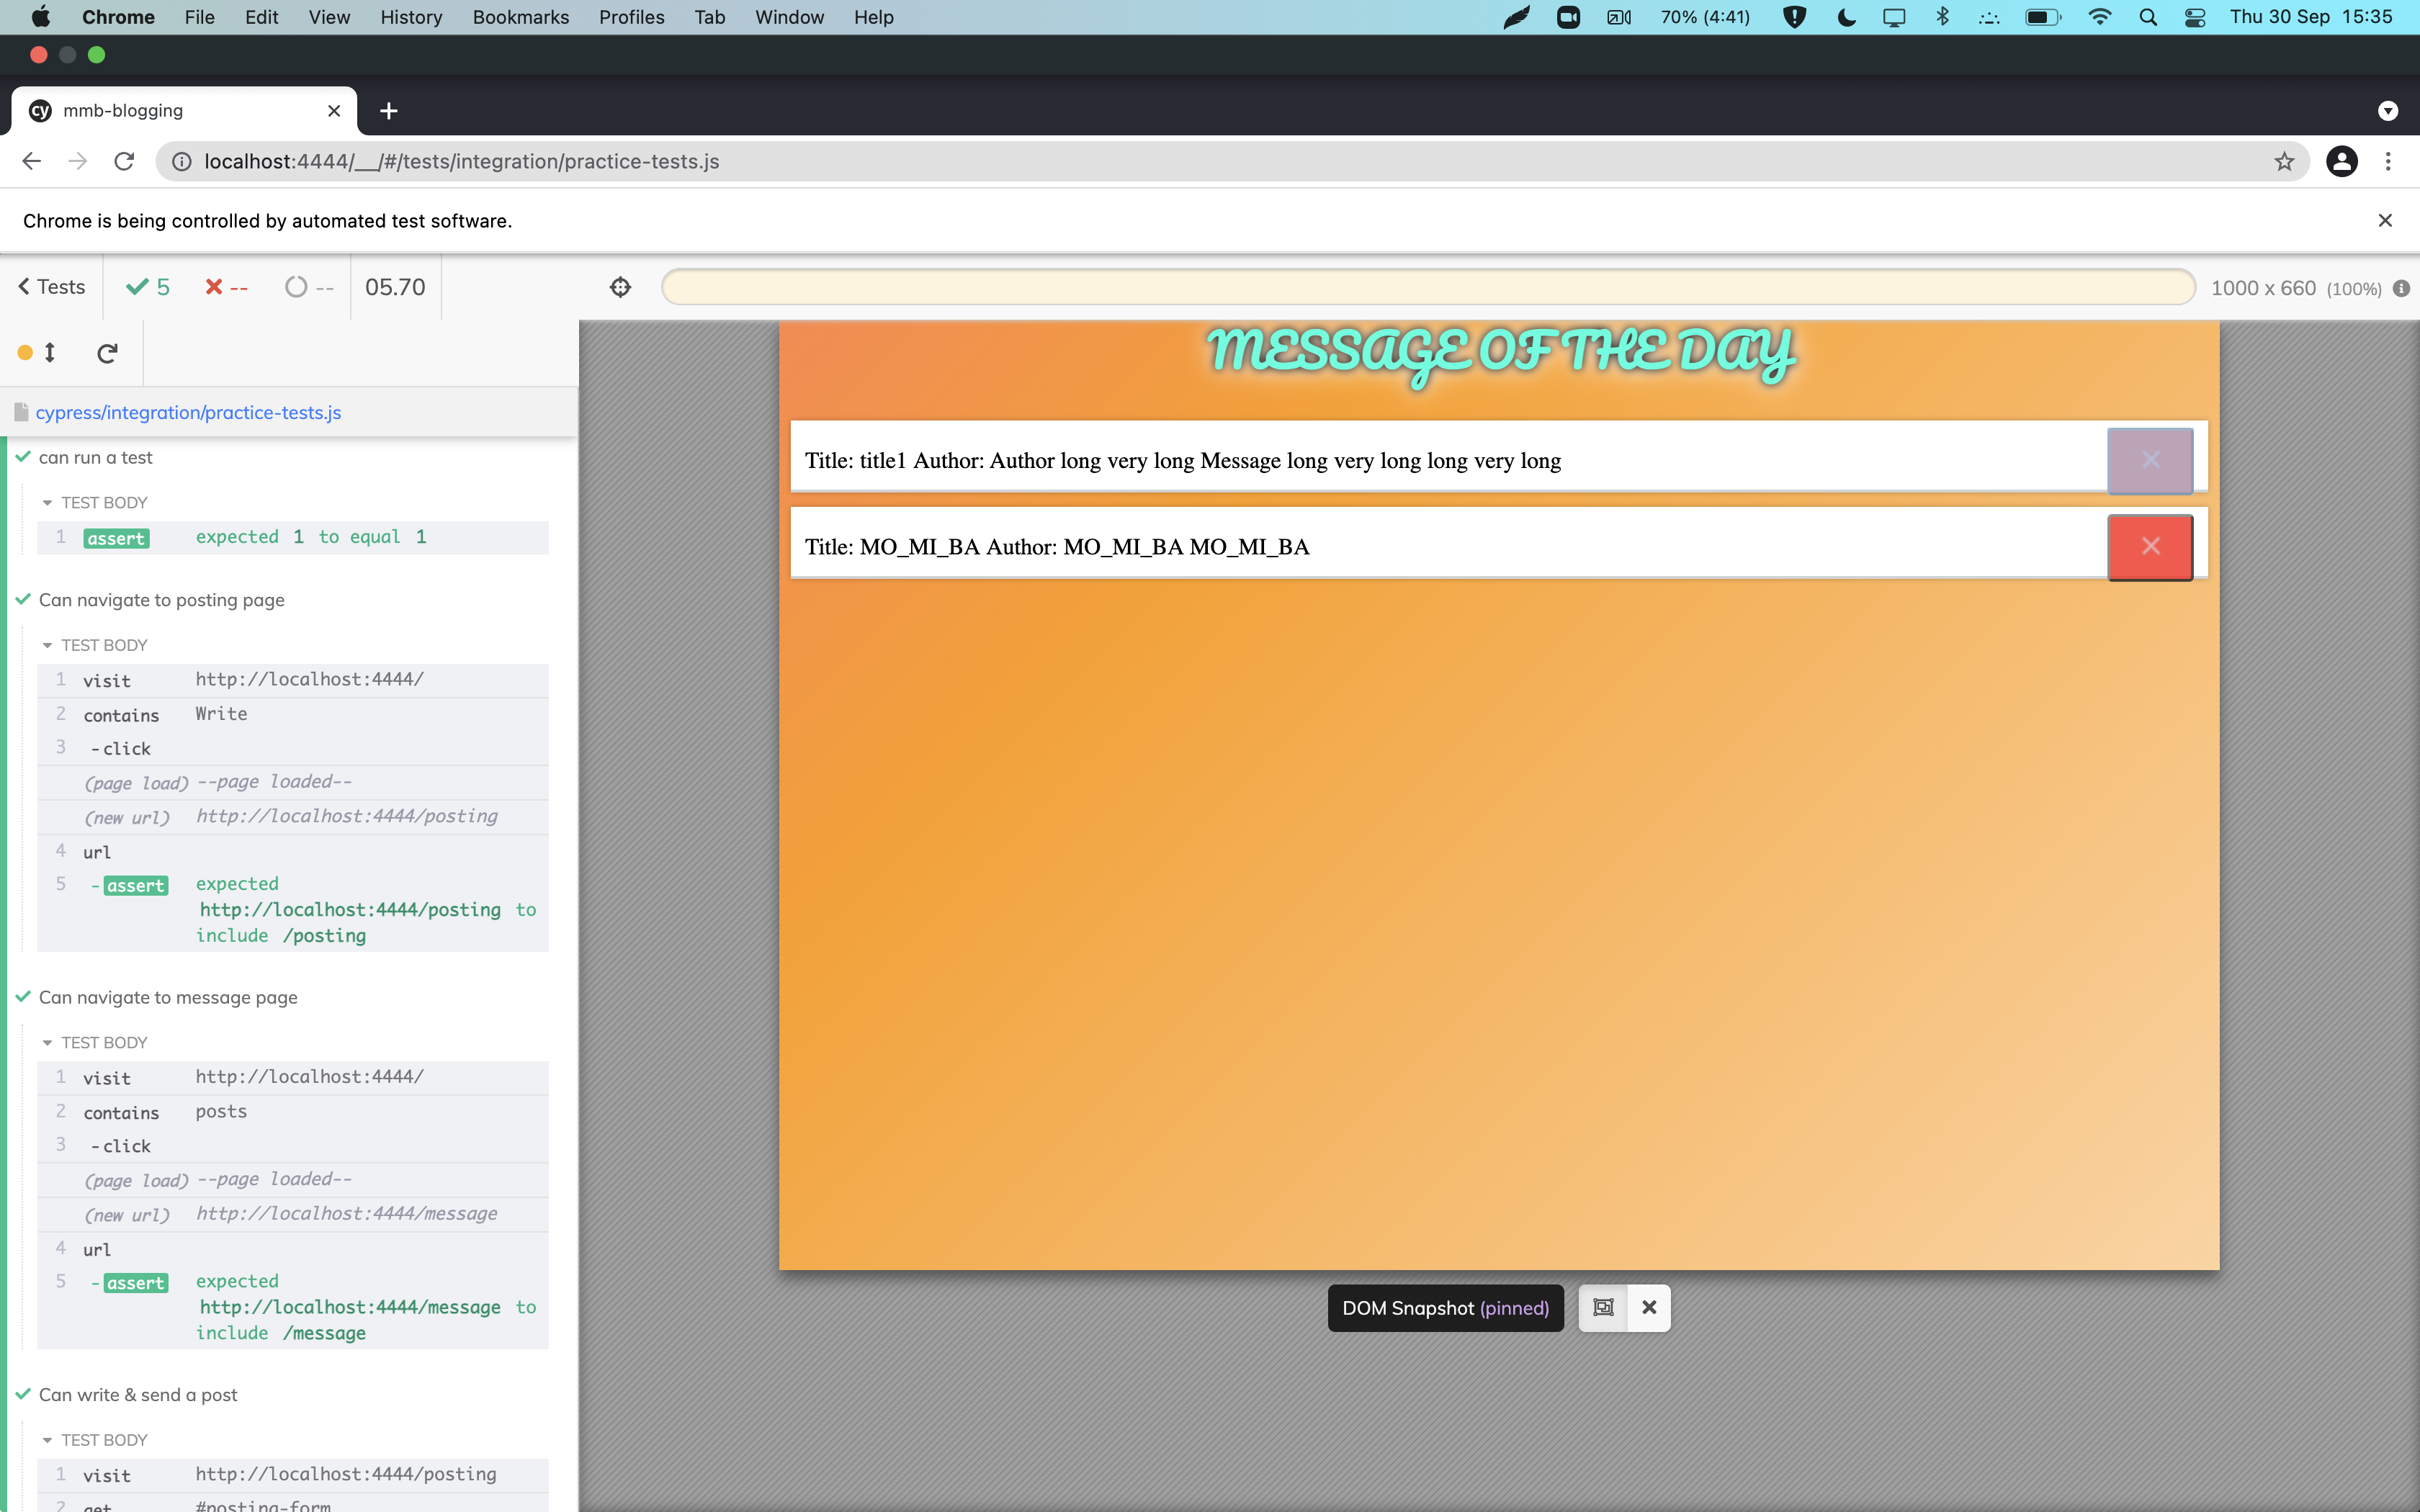 Chrome File Edit View History Bookmarks Profiles Tab Window Help 70% (4:41) Thu 30 Sep 15:35
cy mmb-blogging
localhost:4444/__/#/tests/integration/practice-tests.js
Chrome is being controlled by automated test software.
Tests 5 -- -- 05.70 1000 x 660 (100%)
cypress/integration/practice-tests.js
can run a test
TEST BODY
1 assert expected 1 to equal 1
Can navigate to posting page
TEST BODY
1 visit http://localhost:4444/
2 contains Write
3 -click
(page load) --page loaded--
(new url) http://localhost:4444/posting
4 url
5 -assert expected
http://localhost:4444/posting to
include /posting
Can navigate to message page
TEST BODY
1 visit http://localhost:4444/
2 contains posts
3 -click
(page load) --page loaded--
(new url) http://localhost:4444/message
4 url
5 -assert expected
http://localhost:4444/message to
include /message
Can write & send a post
TEST BODY
1 visit http://localhost:4444/posting
2 get #posting-form
MESSAGE OF THE DAY
Title: title1 Author: Author long very long Message long very long long very long
Title: MO_MI_BA Author: MO_MI_BA MO_MI_BA
DOM Snapshot (pinned)